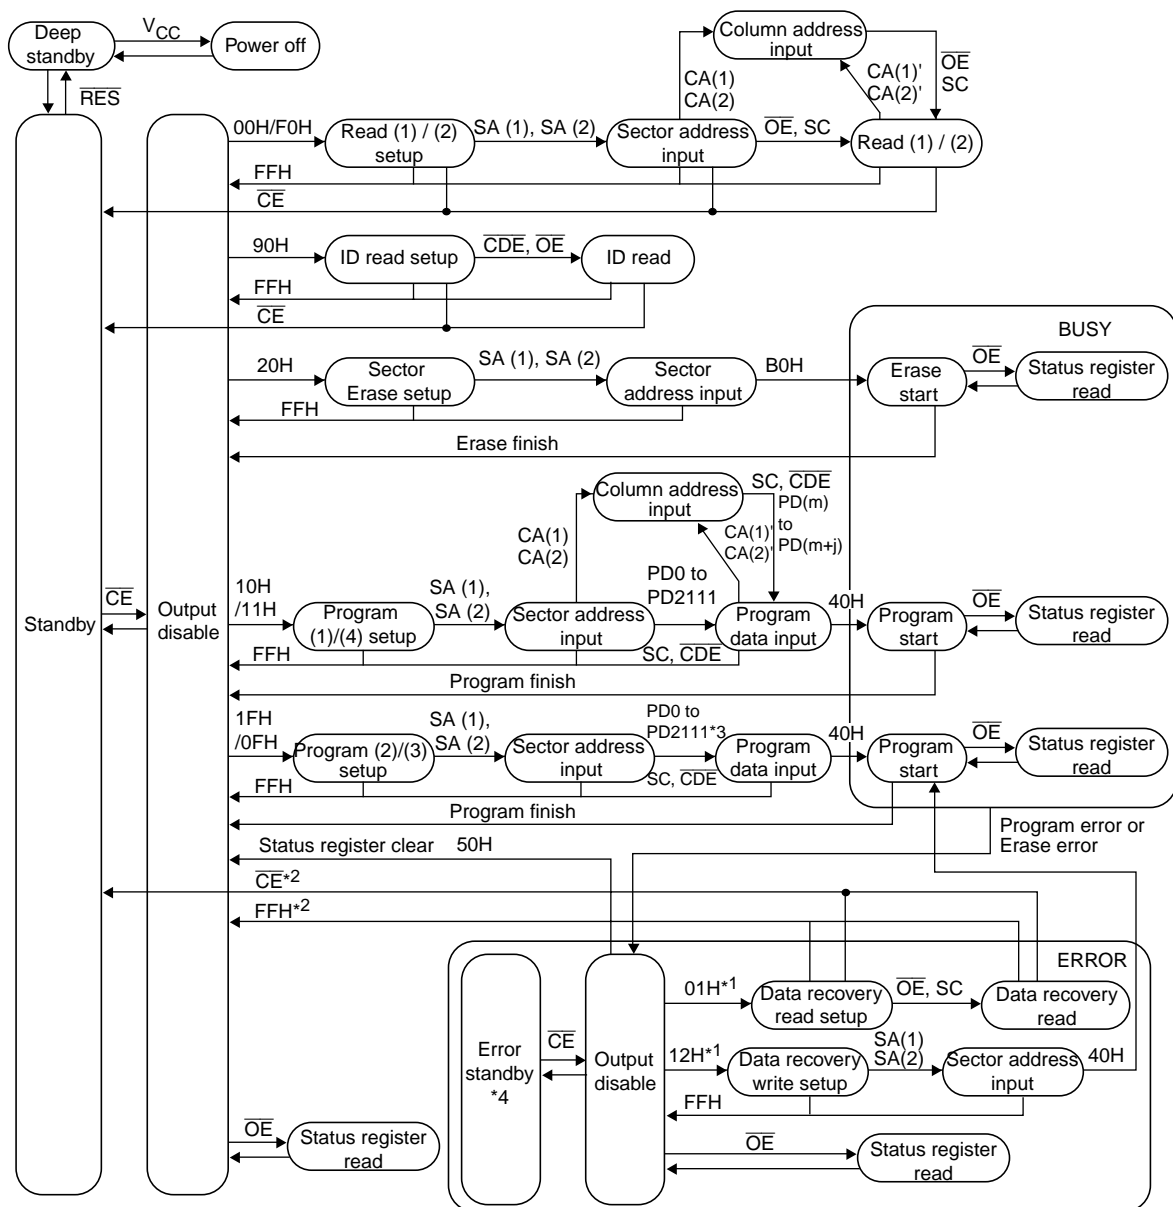 Deep
standby
VCC
Power off
RES
Column address
input
CA(1)
CA(2)
CA(1)'
CA(2)'
OE
SC
00H/F0H
Read (1) / (2)
setup
SA (1), SA (2)
Sector address
input
OE, SC
Read (1) / (2)
FFH
CE
90H
ID read setup
CDE, OE
ID read
FFH
CE
BUSY
20H
Sector
Erase setup
SA (1), SA (2)
Sector
address input
B0H
Erase
start
OE
Status register
read
FFH
Erase finish
Column address
input
SC, CDE
PD(m)
to
PD(m+j)
CA(1)
CA(2)
CA(1)'
CA(2)'
Standby
CE
Output
disable
10H
/11H
Program
(1)/(4) setup
SA (1),
SA (2)
Sector address
input
PD0 to
PD2111
SC, CDE
Program
data input
40H
Program
start
OE
Status register
read
FFH
Program finish
1FH
/0FH
Program (2)/(3)
setup
SA (1),
SA (2)
Sector address
input
PD0 to
PD2111*3
SC, CDE
Program
data input
40H
Program
start
OE
Status register
read
FFH
Program finish
Program error or
Erase error
Status register clear 50H
CE*2
FFH*2
ERROR
Error
standby
*4
CE
Output
disable
01H*1
Data recovery
read setup
OE, SC
Data recovery
read
12H*1
Data recovery
write setup
SA(1)
SA(2)
Sector address
input
40H
FFH
OE
Status register
read
OE
Status register
read